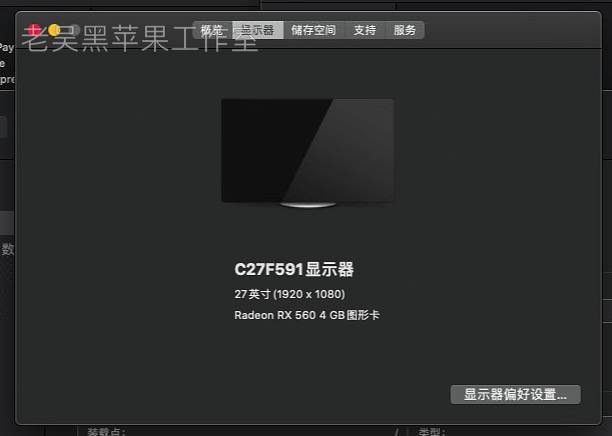 老吴黑苹果工作室
概览 显示器 储存空间 支持 服务
Pay
e
pre
数
C27F591显示器
27英寸 (1920 x 1080)
Radeon RX 560 4 GB图形卡
显示器偏好设置...
装载点: / 类型: